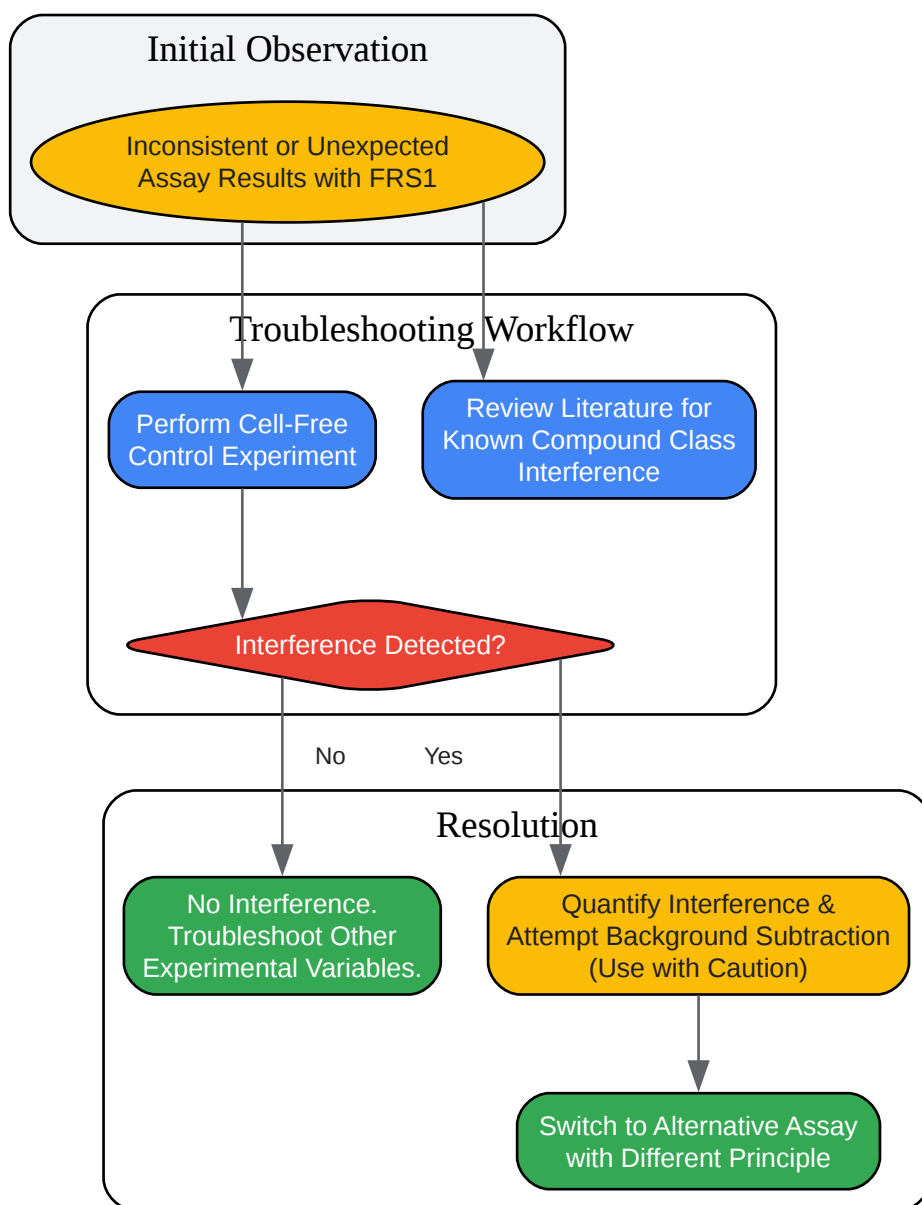 Initial Observation
Inconsistent or Unexpected
Assay Results with FRS1
Troubleshooting Workflow
Perform Cell-Free
Control Experiment
Review Literature for
Known Compound Class
Interference
Interference Detected?
No
Yes
Resolution
No Interference.
Troubleshoot Other
Experimental Variables.
Quantify Interference &
Attempt Background Subtraction
(Use with Caution)
Switch to Alternative Assay
with Different Principle